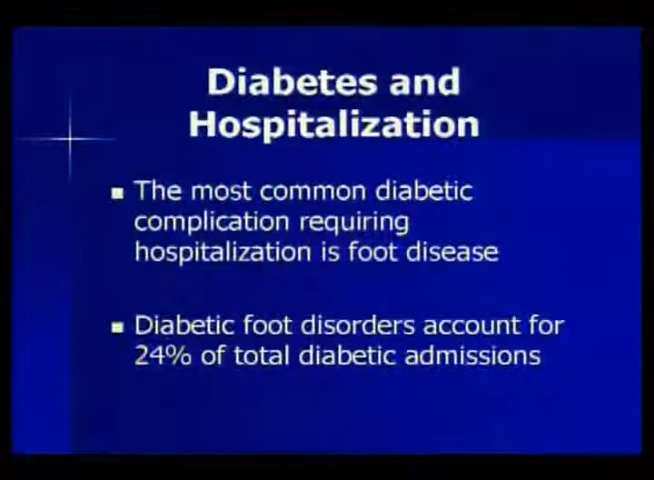 Diabetes and
Hospitalization
The most common diabetic
complication requiring
hospitalization is foot disease
Diabetic foot disorders account for
24% of total diabetic admissions